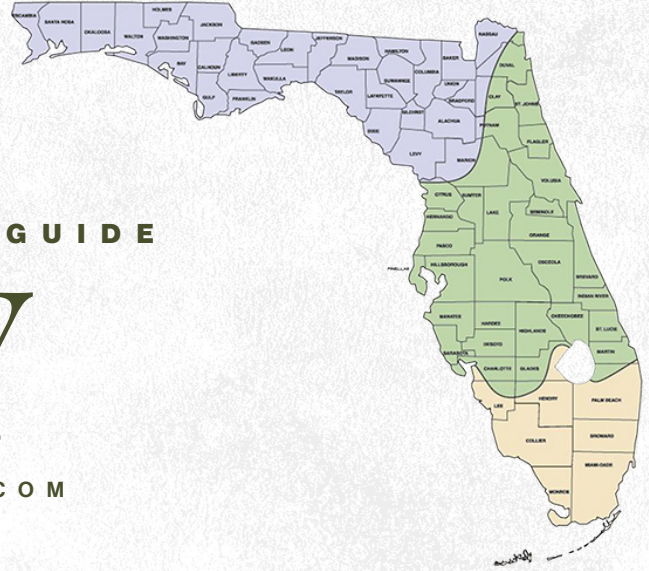 HOLMES
ESCAMBIA
SANTA ROSA
JACKSON
OKALOOSA
WALTON
WASHINGTON
NASSAU
GADSDEN
JEFFERSON
LEON
MADISON
HAMILTON
BAKER
BAY
CALHOUN
DUVAL
LIBERTY
WAKULLA
COLUMBIA
SUWANNEE
UNION
TAYLOR
LAFAYETTE
CLAY
GULF
FRANKLIN
BRADFORD
ST. JOHNS
GILCHRIST
ALACHUA
PUTNAM
DIXIE
FLAGLER
LEVY
MARION
VOLUSIA
CITRUS
SUMTER
LAKE
SEMINOLE
HERNANDO
GUIDE
ORANGE
PASCO
OSCEOLA
PINELLAS
HILLSBOROUGH
POLK
BREVARD
INDIAN RIVER
MANATEE
HARDEE
OKEECHOBEE
HIGHLANDS
ST. LUCIE
DESOTO
SARASOTA
MARTIN
CHARLOTTE
GLADES
LEE
HENDRY
PALM BEACH
COLLIER
BROWARD
MIAMI-DADE
MONROE
COM